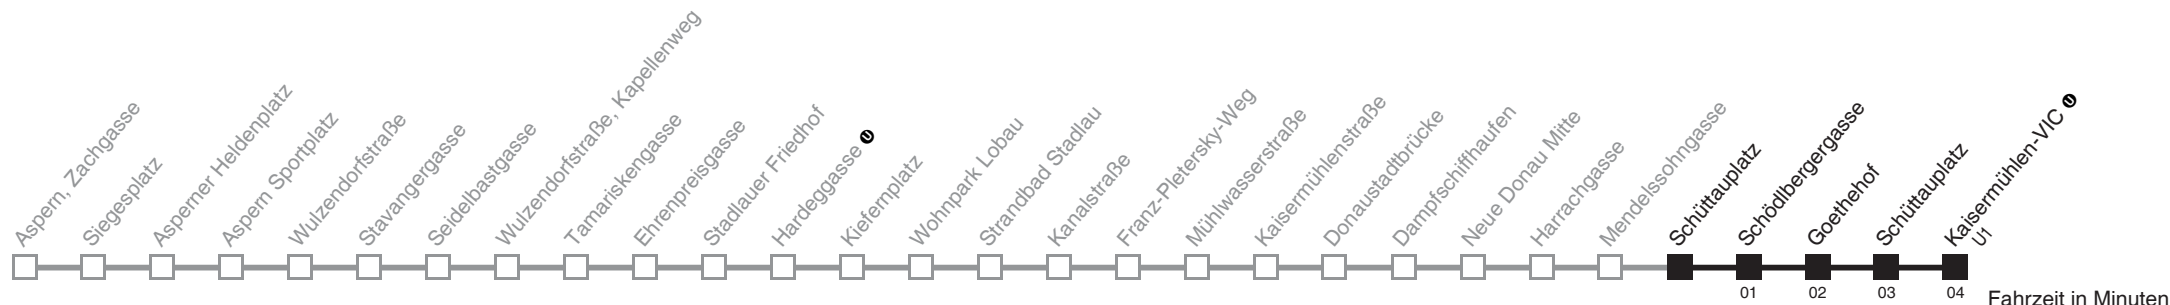 Aspern, Zachgasse
Siegesplatz
Asperner Heldenplatz
Aspern Sportplatz
Wulzendorfstraße
Stavangergasse
Seidelbastgasse
Wulzendorfstraße, Kapellenweg
Tamariskengasse
Ehrenpreisgasse
Stadlauer Friedhof
Hardeggasse U
Kiefernplatz
Wohnpark Lobau
Strandbad Stadlau
Kanalstraße
Franz-Pletersky-Weg
Mühlwasserstraße
Kaisermühlenstraße
Donaustadtbrücke
Dampfschiffhaufen
Neue Donau Mitte
Harrachgasse
Mendelssohngasse
Schüttauplatz
Schödlbergergasse
Goethehof
Schüttauplatz
Kaisermühlen-VIC U
U1
01 02 03 04 Fahrzeit in Minuten